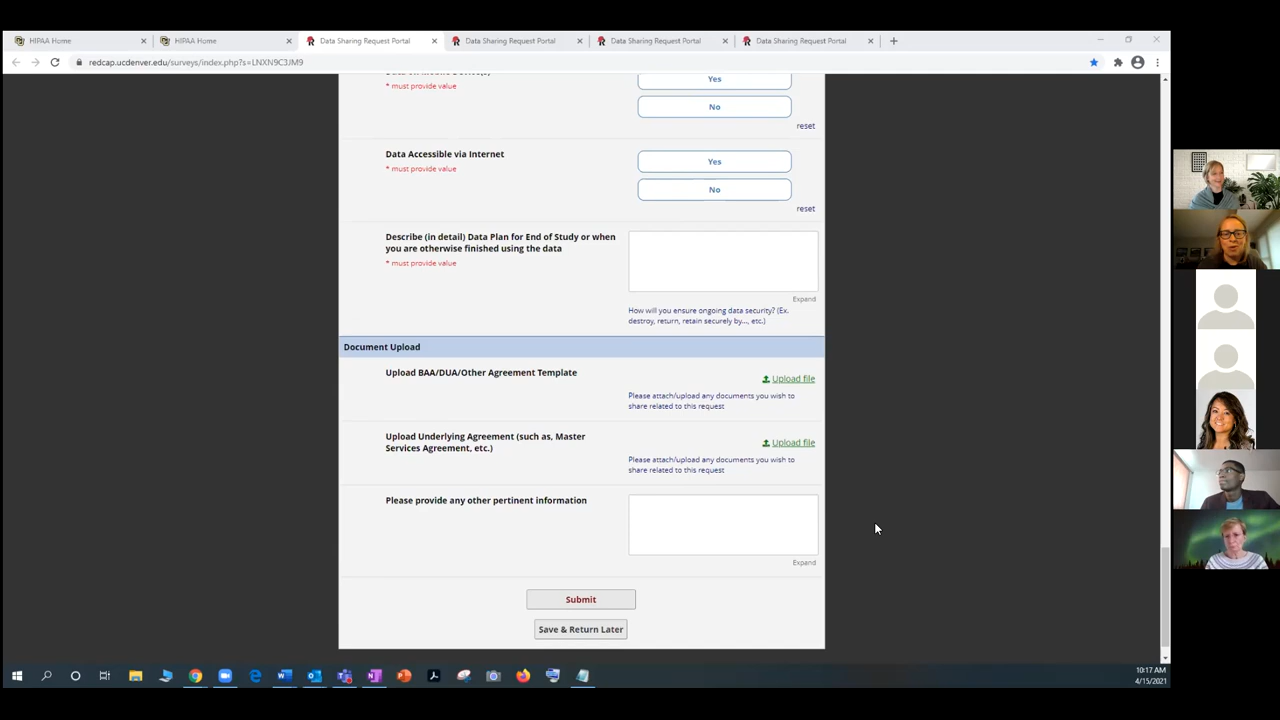 HIPAA Home
HIPAA Home
Data Sharing Request Portal
Data Sharing Request Portal
Data Sharing Request Portal
Data Sharing Request Portal
redcap.ucdenver.edu/surveys/index.php?s=LNXN9C3JM9
* must provide value
Yes
No
reset
Data Accessible via Internet
* must provide value
Yes
No
reset
Describe (in detail) Data Plan for End of Study or when
you are otherwise finished using the data
* must provide value
Expand
How will you ensure ongoing data security? (Ex.
destroy, return, retain securely by..., etc.)
Document Upload
Upload BAA/DUA/Other Agreement Template
Upload file
Please attach/upload any documents you wish to
share related to this request
Upload Underlying Agreement (such as, Master
Services Agreement, etc.)
Upload file
Please attach/upload any documents you wish to
share related to this request
Please provide any other pertinent information
Expand
Submit
Save & Return Later
10:17 AM
4/15/2021